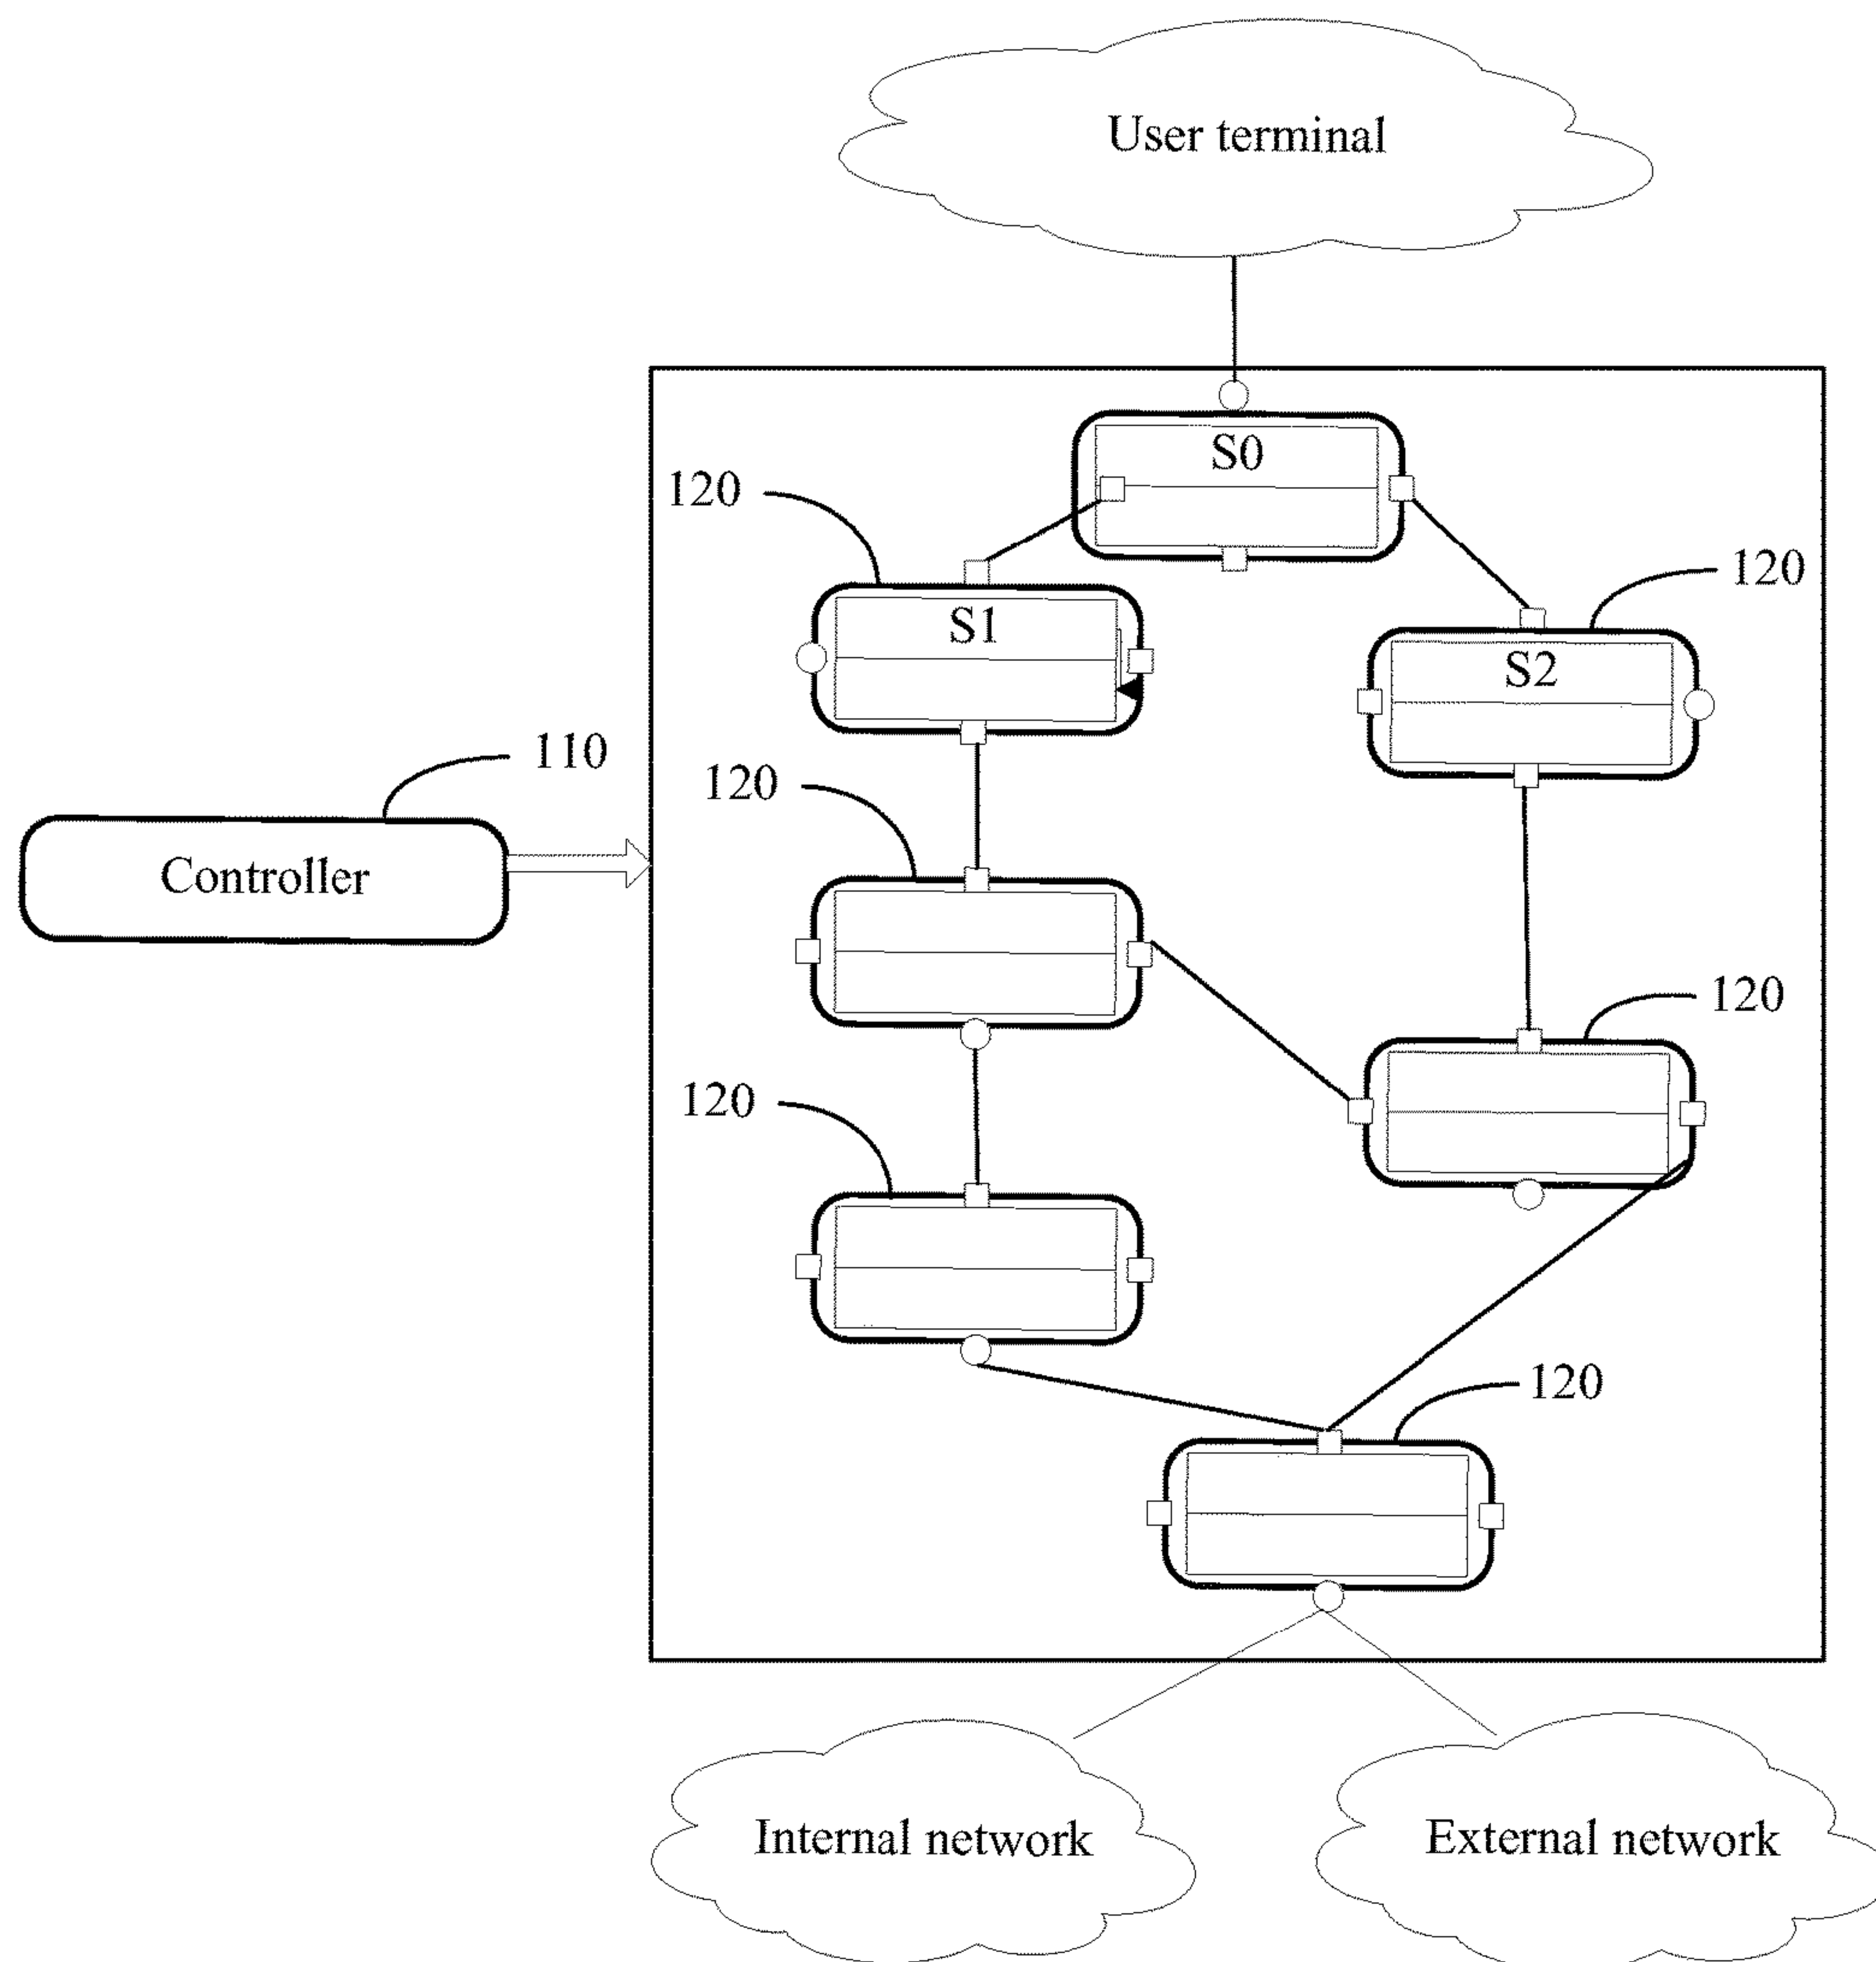 User terminal
S0
120
120
S1
S2
110
120
Controller
120
120
120
Internal network
External network